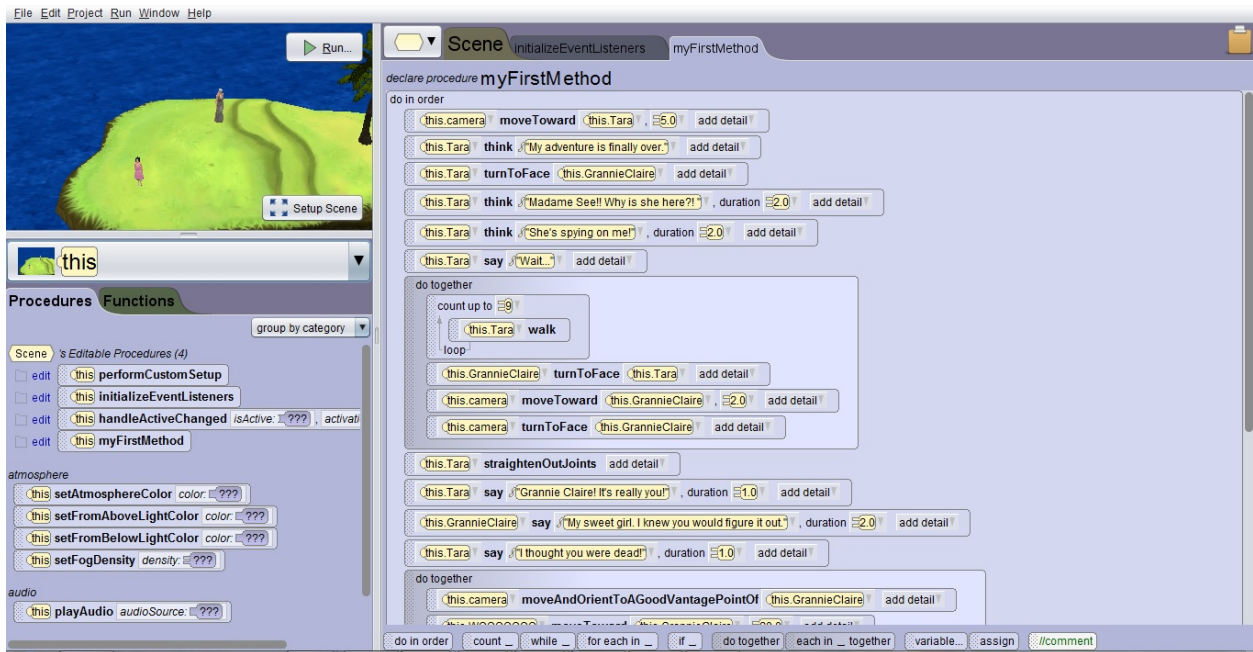 File Edit Project Run Window Help
Run...
Setup Scene
this
Procedures Functions
group by category
Scene 's Editable Procedures (4)
edit this performCustomSetup
edit this initializeEventListeners
edit this handleActiveChanged isActive: ??? , activati
edit this myFirstMethod
atmosphere
this setAtmosphereColor color: ???
this setFromAboveLightColor color: ???
this setFromBelowLightColor color: ???
this setFogDensity density: ???
audio
this playAudio audioSource: ???
Scene initializeEventListeners myFirstMethod
declare procedure myFirstMethod
do in order
this.camera moveToward this.Tara , 5.0 add detail
this.Tara think "My adventure is finally over." add detail
this.Tara turnToFace this.GrannieClaire add detail
this.Tara think "Madame See!! Why is she here?! " , duration 2.0 add detail
this.Tara think "She's spying on me!" , duration 2.0 add detail
this.Tara say "Wait..." add detail
do together
count up to 9
this.Tara walk
loop
this.GrannieClaire turnToFace this.Tara add detail
this.camera moveToward this.GrannieClaire , 2.0 add detail
this.camera turnToFace this.GrannieClaire add detail
this.Tara straightenOutJoints add detail
this.Tara say "Grannie Claire! It's really you!" , duration 1.0 add detail
this.GrannieClaire say "My sweet girl. I knew you would figure it out." , duration 2.0 add detail
this.Tara say "I thought you were dead!" , duration 1.0 add detail
do together
this.camera moveAndOrientToAGoodVantagePointOf this.GrannieClaire add detail
do in order count _ while _ for each in _ if _ do together each in _ together variable... assign //comment